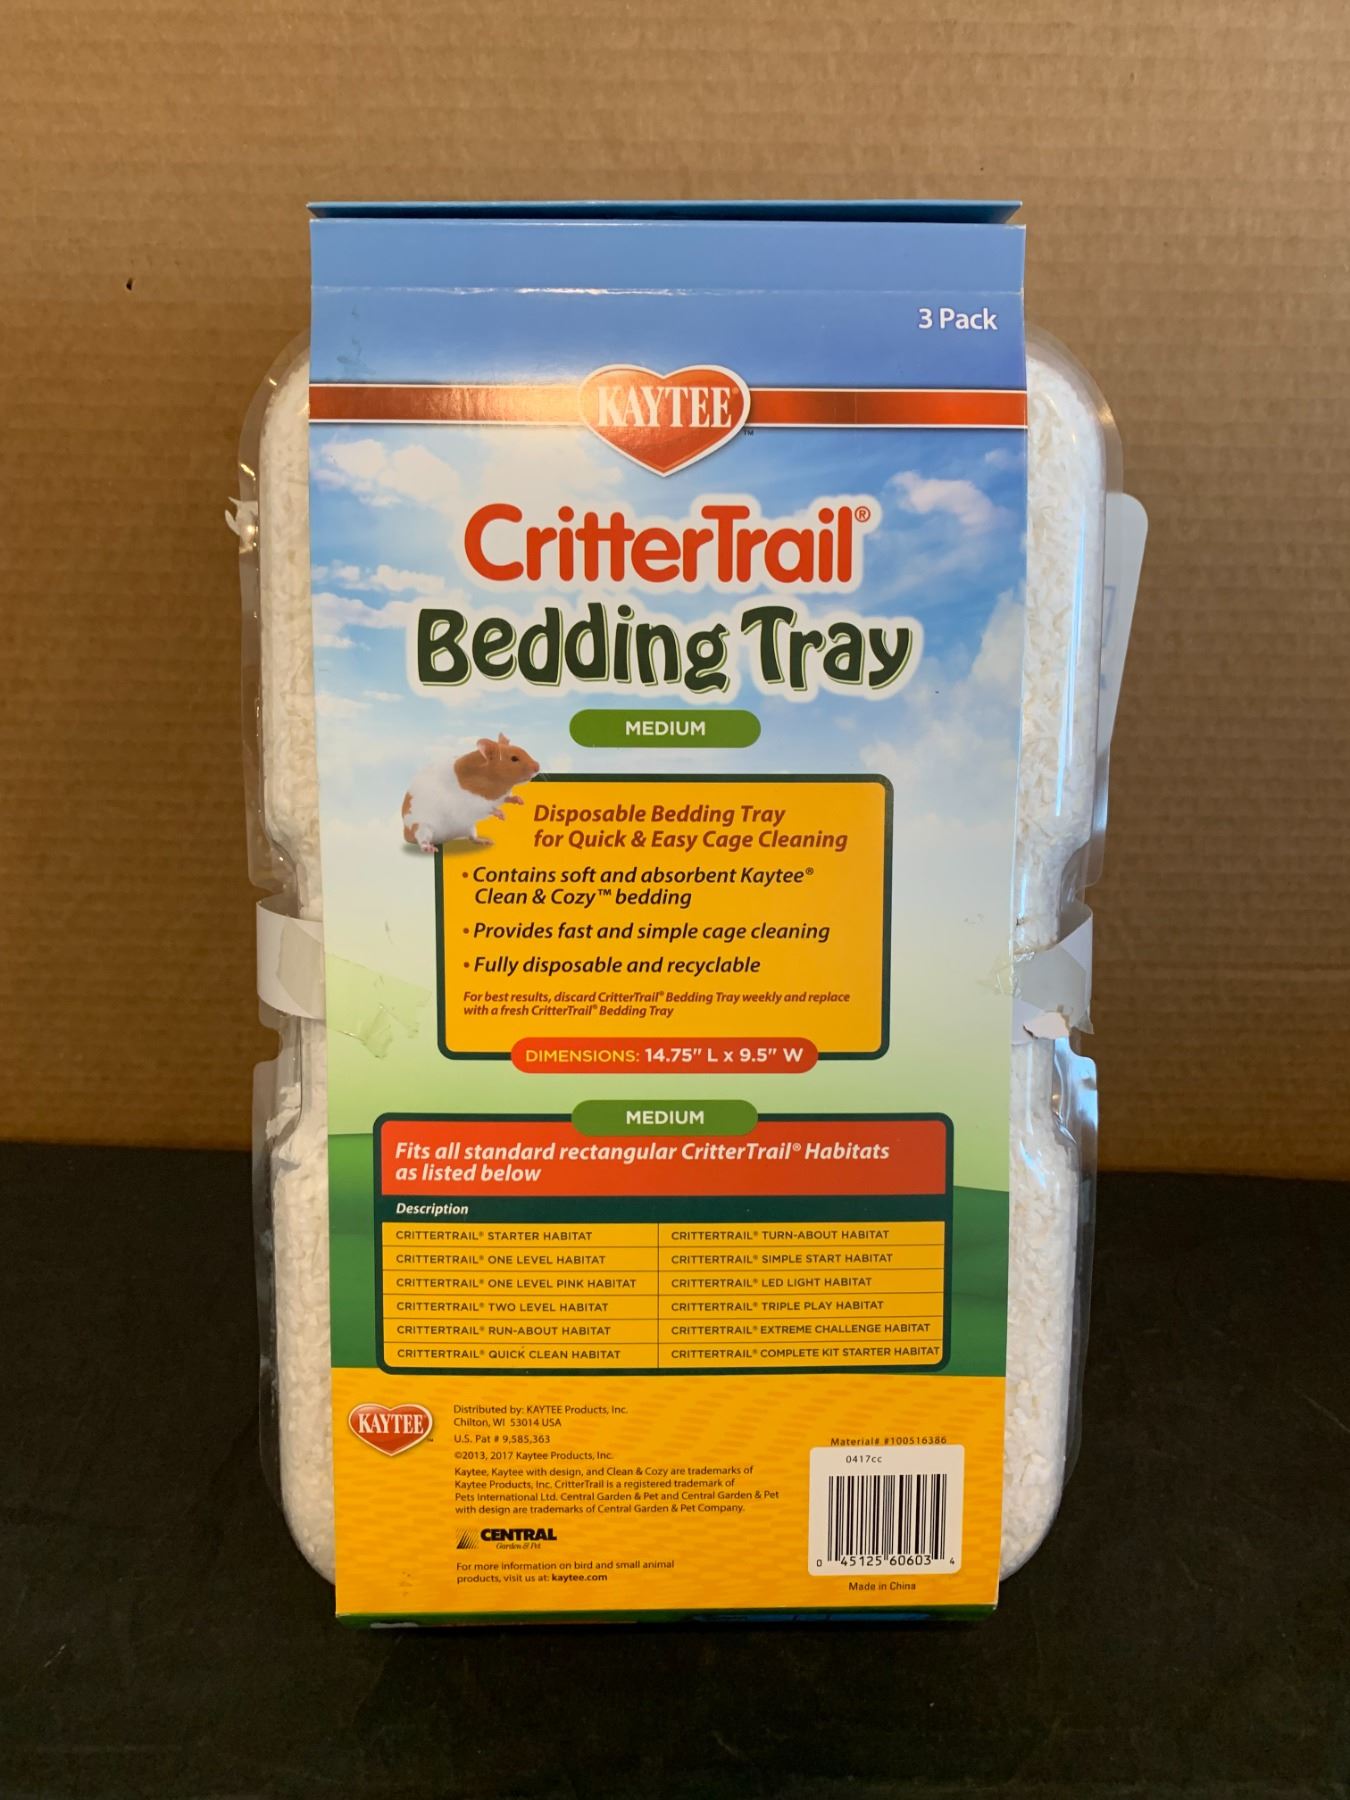 3 Pack
KAYTEE
TM
CritterTrail®
Bedding Tray
MEDIUM
Disposable Bedding Tray
for Quick & Easy Cage Cleaning
• Contains soft and absorbent Kaytee®
Clean & Cozy™ bedding
• Provides fast and simple cage cleaning
• Fully disposable and recyclable
For best results, discard CritterTrail® Bedding Tray weekly and replace
with a fresh CritterTrail® Bedding Tray
DIMENSIONS: 14.75" L x 9.5" W
MEDIUM
Fits all standard rectangular CritterTrail® Habitats
as listed below
Description
CRITTERTRAIL® STARTER HABITAT
CRITTERTRAIL® ONE LEVEL HABITAT
CRITTERTRAIL® ONE LEVEL PINK HABITAT
CRITTERTRAIL® TWO LEVEL HABITAT
CRITTERTRAIL® RUN-ABOUT HABITAT
CRITTERTRAIL® QUICK CLEAN HABITAT
CRITTERTRAIL® TURN-ABOUT HABITAT
CRITTERTRAIL® SIMPLE START HABITAT
CRITTERTRAIL® LED LIGHT HABITAT
CRITTERTRAIL® TRIPLE PLAY HABITAT
CRITTERTRAIL® EXTREME CHALLENGE HABITAT
CRITTERTRAIL® COMPLETE KIT STARTER HABITAT
KAYTEE
Distributed by: KAYTEE Products, Inc.
Chilton, WI 53014 USA
U.S. Pat # 9,585,363
©2013, 2017 Kaytee Products, Inc.
Kaytee, Kaytee with design, and Clean & Cozy are trademarks of
Kaytee Products, Inc. CritterTrail is a registered trademark of
Pets International Ltd. Central Garden & Pet and Central Garden & Pet
with design are trademarks of Central Garden & Pet Company.
CENTRAL
Garden & Pet
For more information on bird and small animal
products, visit us at: kaytee.com
Material# #100516386
0417cc
0 45125 60603 4
Made in China